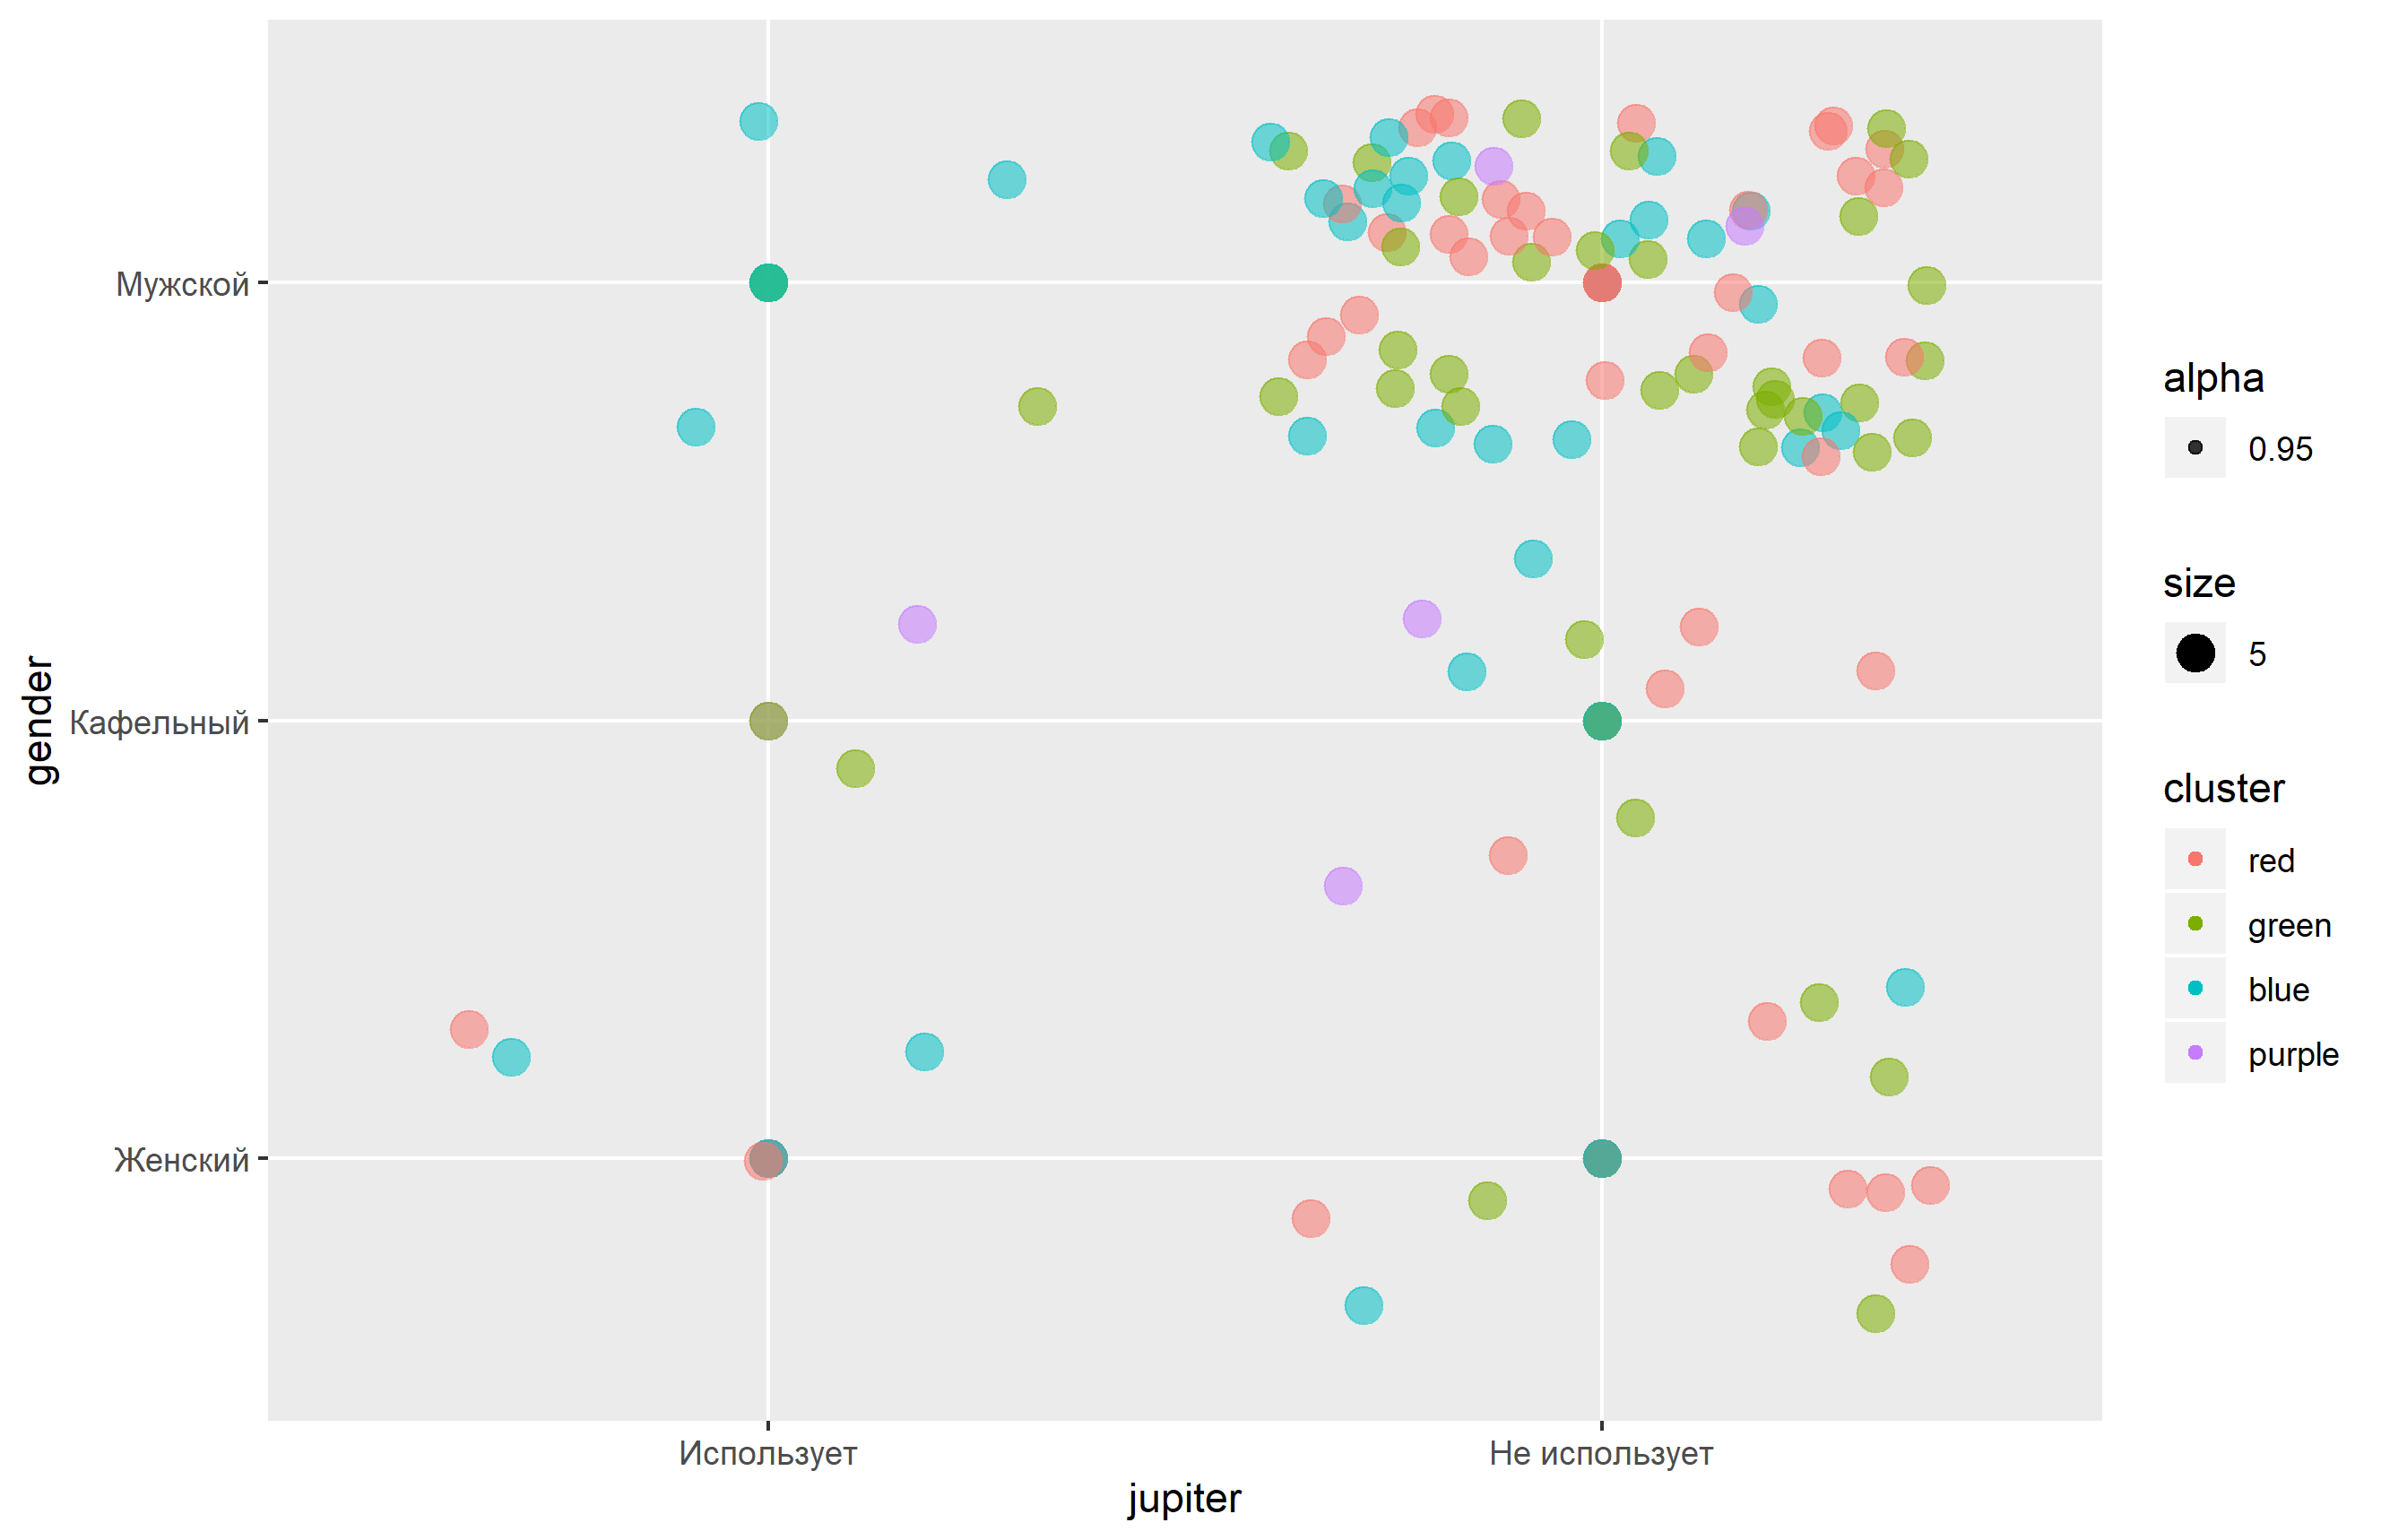 gender
Мужской
Кафельный
Женский
Использует
Не использует
jupiter
alpha
0.95
size
5
cluster
red
green
blue
purple